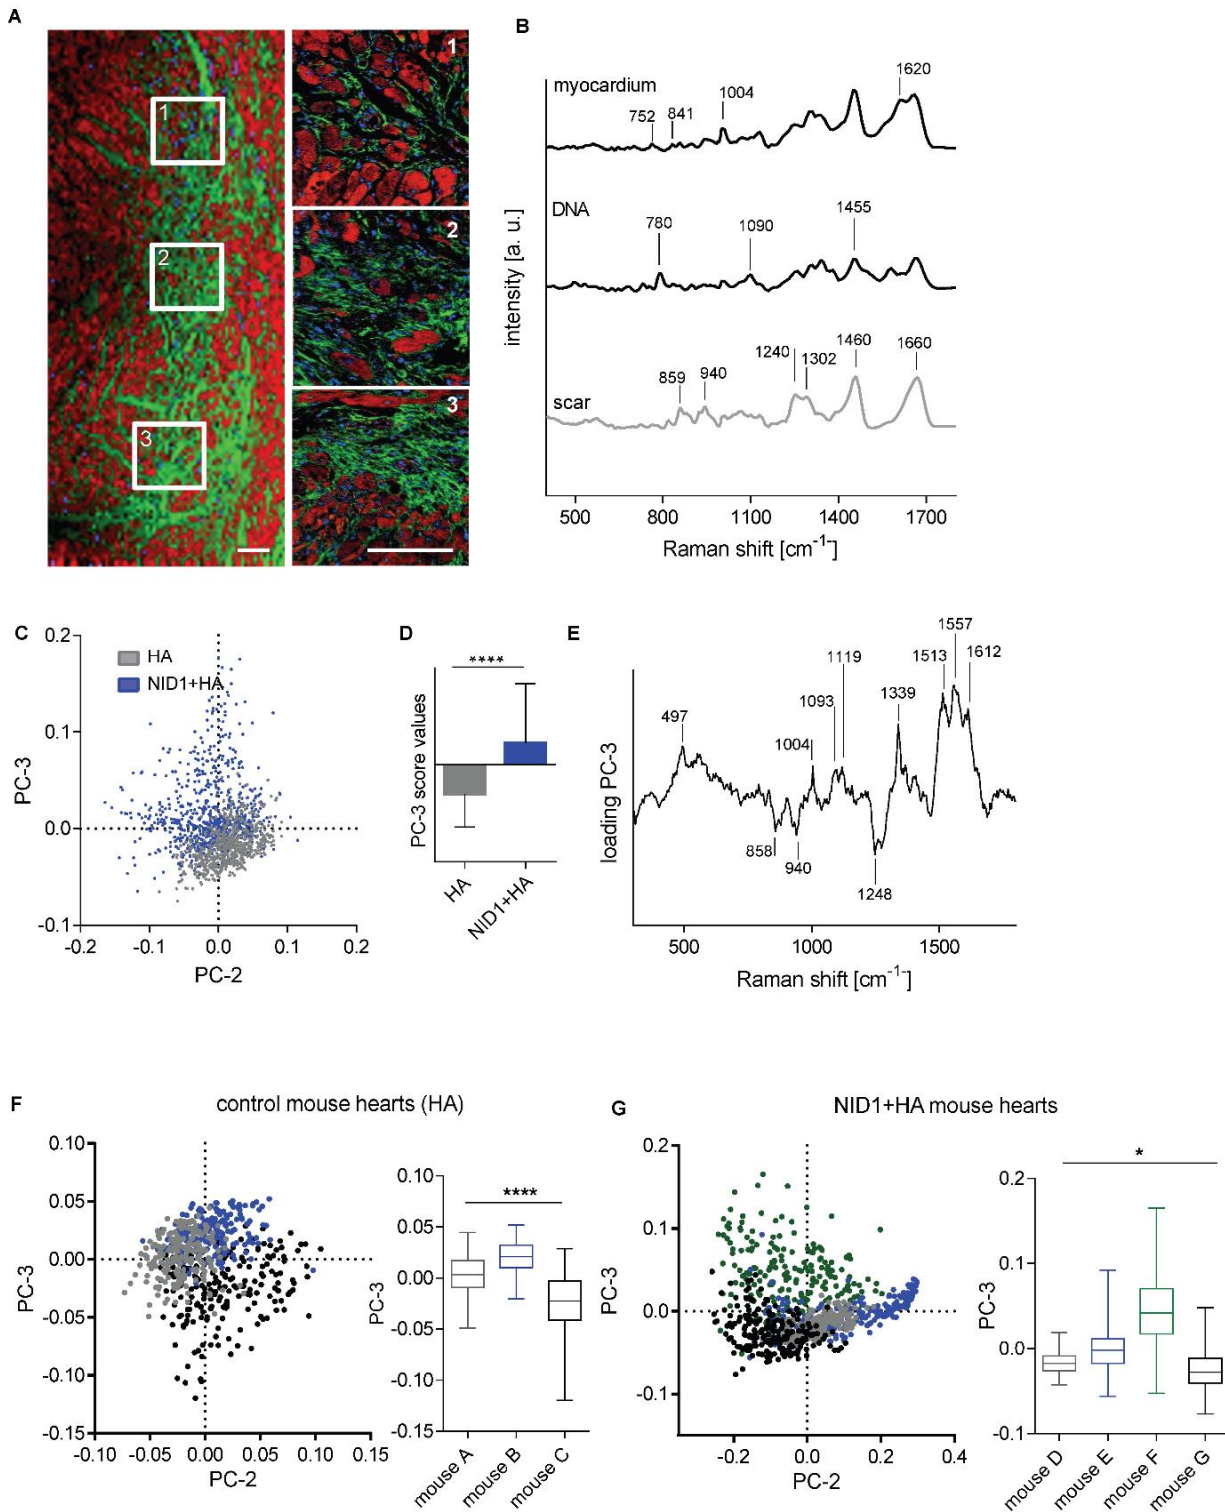 A
1
2
3
1
2
3
B
myocardium
752
841
1004
1620
DNA
780
1090
1455
scar
859
940
1240
1302
1460
1660
intensity [a. u.]
500 800 1100 1400 1700
Raman shift [cm⁻¹⁻]
C
HA
NID1+HA
0.2
0.1
0.0
-0.1
PC-3
-0.2 -0.1 0.0 0.1 0.2
PC-2
D
****
PC-3 score values
HA
NID1+HA
E
497
1004
1093
1119
1339
1513
1557
1612
858
940
1248
loading PC-3
500 1000 1500
Raman shift [cm⁻¹⁻]
F
control mouse hearts (HA)
0.10
0.05
0.00
-0.05
-0.10
-0.15
PC-3
-0.10 -0.05 0.00 0.05 0.10 0.15
PC-2
****
0.10
0.05
0.00
-0.05
-0.10
-0.15
PC-3
mouse A
mouse B
mouse C
G
NID1+HA mouse hearts
0.2
0.1
0.0
-0.1
PC-3
-0.2 0.0 0.2 0.4
PC-2
*
0.2
0.1
0.0
-0.1
PC-3
mouse D
mouse E
mouse F
mouse G